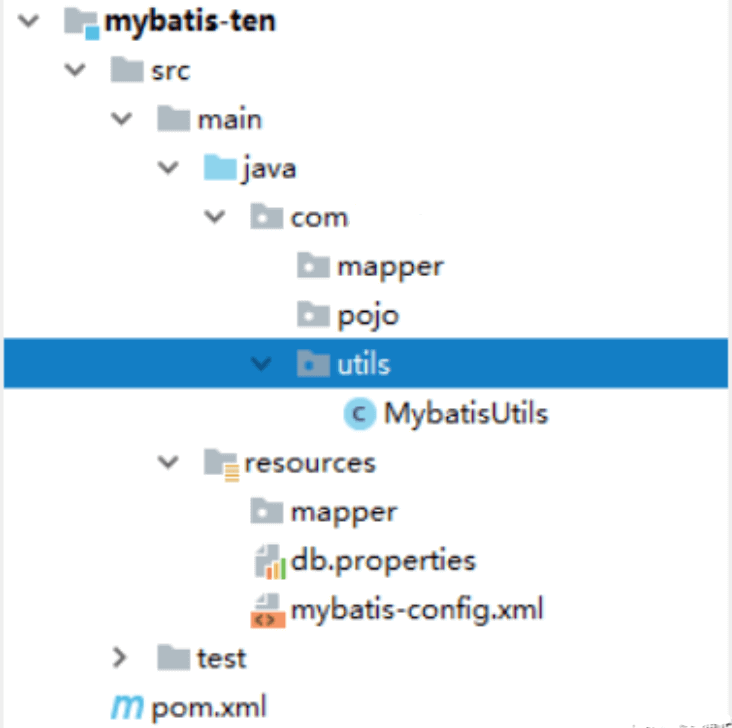 mybatis-ten
src
main
java
com
mapper
pojo
utils
C MybatisUtils
resources
mapper
db.properties
mybatis-config.xml
test
m pom.xml